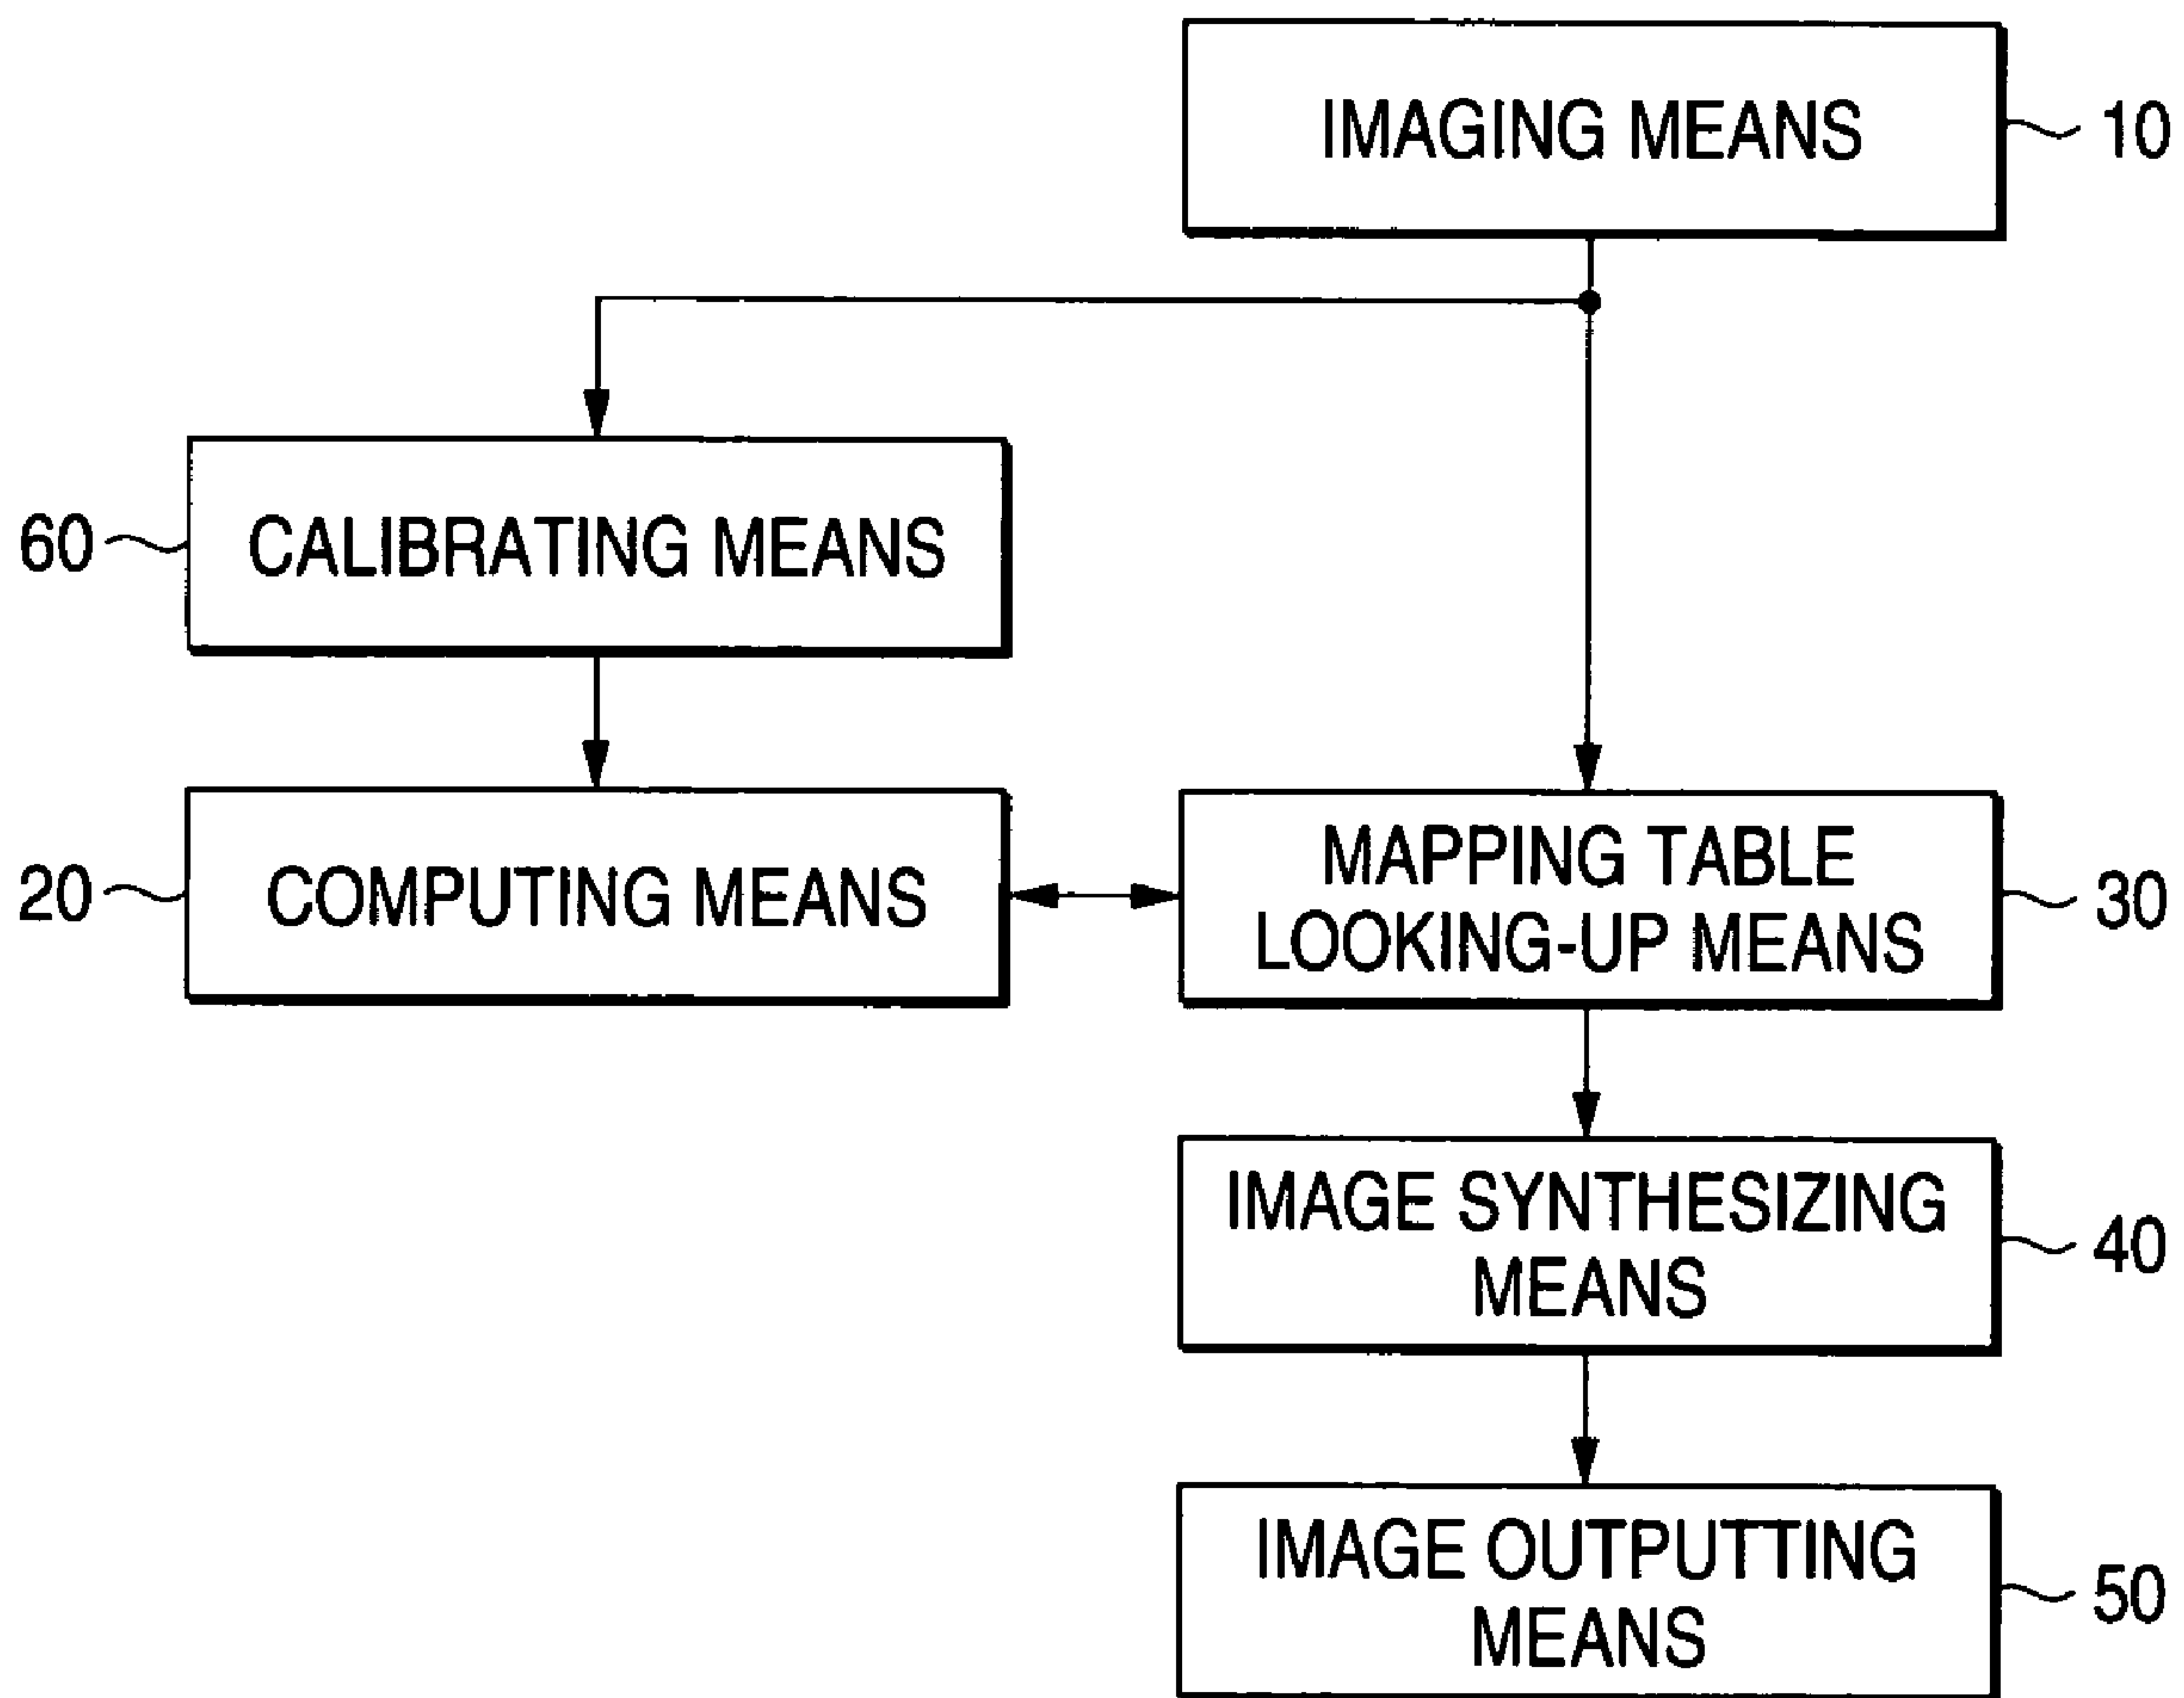 IMAGING MEANS
10
60
CALIBRATING MEANS
20
COMPUTING MEANS
MAPPING TABLE
LOOKING-UP MEANS
30
IMAGE SYNTHESIZING
MEANS
40
IMAGE OUTPUTTING
MEANS
50